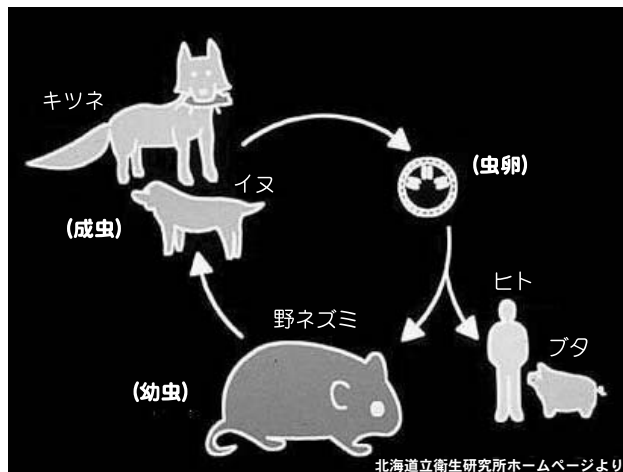 キツネ
イヌ
(成虫)
(虫卵)
ヒト
ブタ
野ネズミ
(幼虫)
北海道立衛生研究所ホームページより